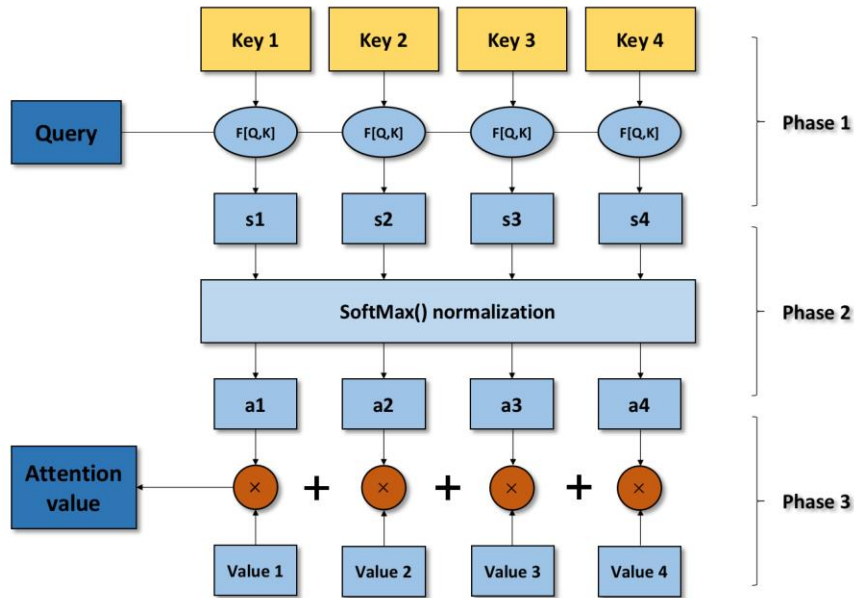 Key 1
Key 2
Key 3
Key 4
Query
F[Q,K]
F[Q,K]
F[Q,K]
F[Q,K]
Phase 1
s1
s2
s3
s4
SoftMax() normalization
Phase 2
a1
a2
a3
a4
Attention
value
×
+
×
+
×
+
×
Phase 3
Value 1
Value 2
Value 3
Value 4